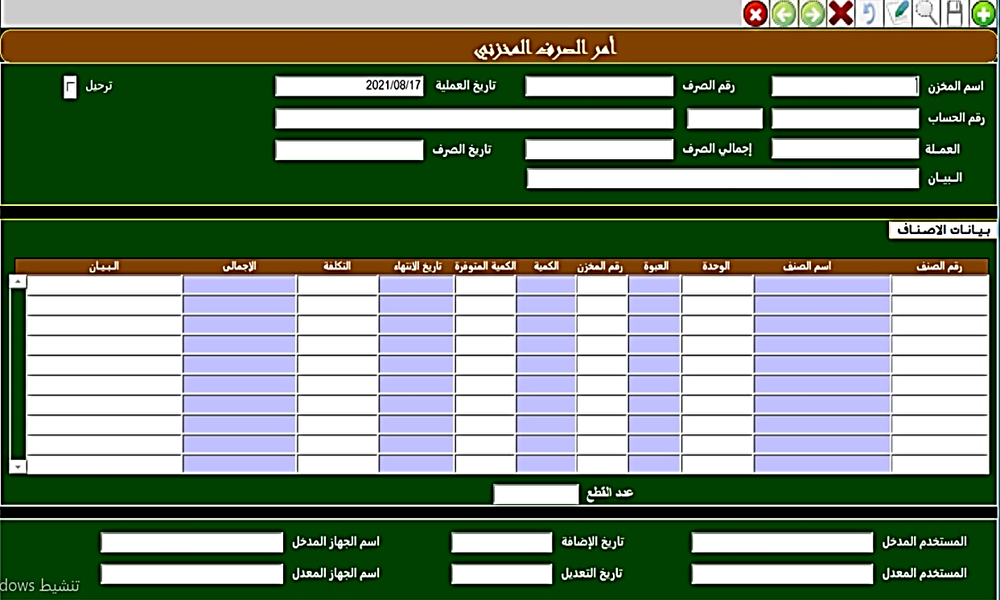 أمر الصرف المخزني
اسم المخزن رقم الصرف تاريخ العملية 2021/08/17 ترحيل
رقم الحساب
العمـلة إجمالي الصرف تاريخ الصرف
الـبيـان
بيـانـات الاصنـاف
رقم الصنف اسم الصنف الوحدة العبوة رقم المخزن الكمية الكمية المتوفرة تاريخ الانتهاء التكلفة الإجمالى الـبـيـان
عدد القطع
المستخدم المدخل تاريخ الإضافة اسم الجهاز المدخل
المستخدم المعدل تاريخ التعديل اسم الجهاز المعدل
تنشيط dows